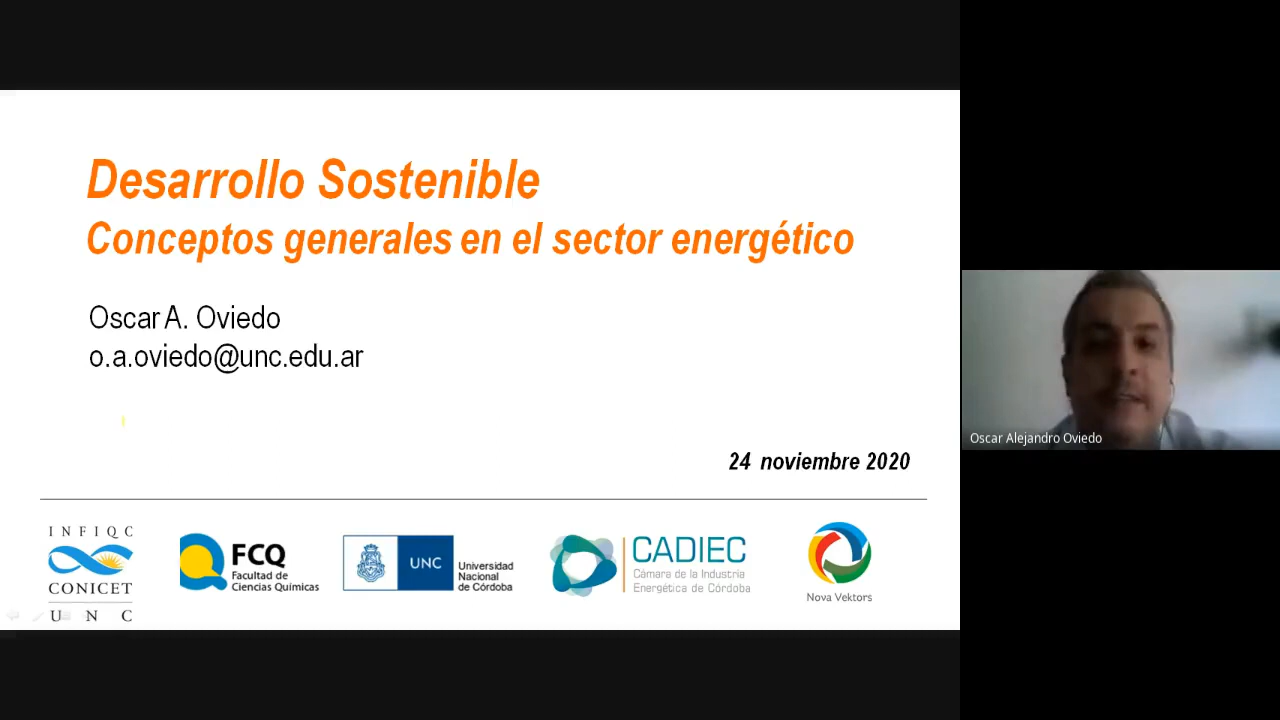 Desarrollo Sostenible
Conceptos generales en el sector energético
Oscar A. Oviedo
o.a.oviedo@unc.edu.ar
24 noviembre 2020
INFIQC
CONICET
UNC
FCQ
Facultad de
Ciencias Químicas
UNC
Universidad
Nacional
de Córdoba
CADIEC
Cámara de la Industria
Energética de Córdoba
Nova Vektors
Oscar Alejandro Oviedo